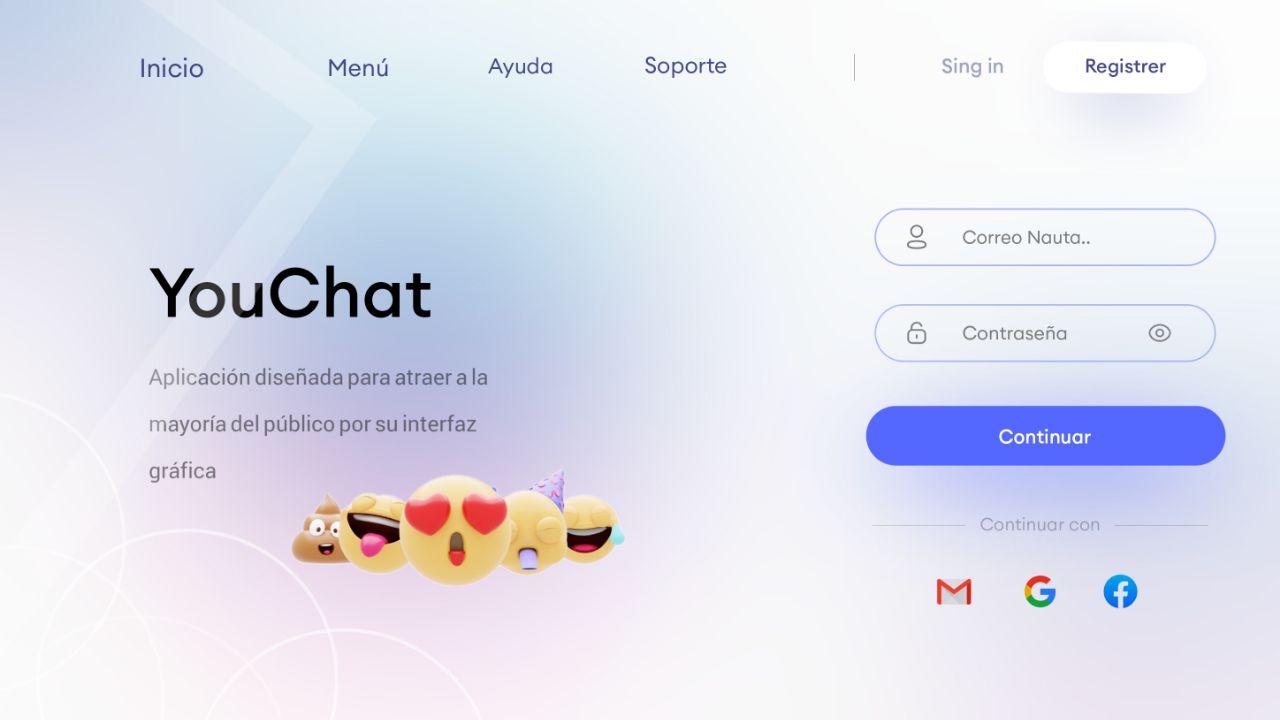 Inicio
Menú
Ayuda
Soporte
Sing in
Registrer
YouChat
Aplicación diseñada para atraer a la
mayoría del público por su interfaz
gráfica
Correo Nauta..
Contraseña
Continuar
Continuar con